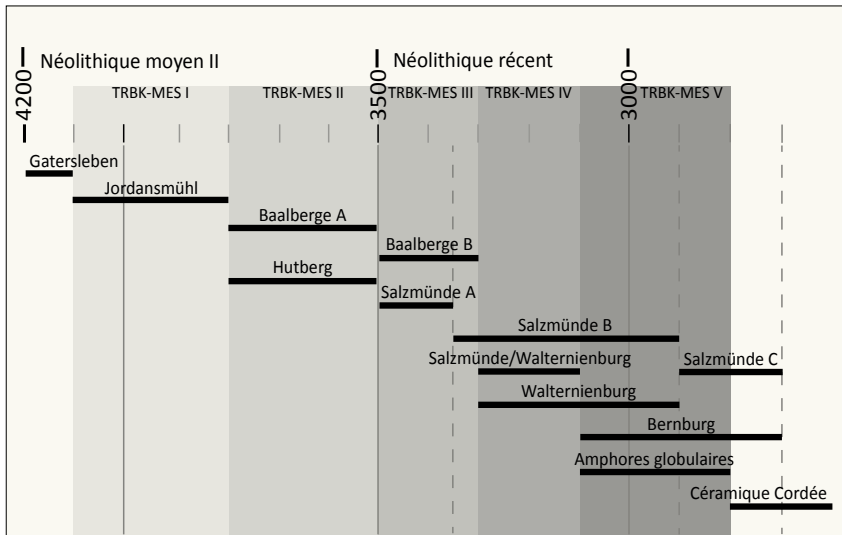 Néolithique moyen II
Néolithique récent
4200
3500
3000
TRBK-MES I
TRBK-MES II
TRBK-MES III
TRBK-MES IV
TRBK-MES V
Gatersleben
Jordansmühl
Baalberge A
Baalberge B
Hutberg
Salzmünde A
Salzmünde B
Salzmünde/Walternienburg
Salzmünde C
Walternienburg
Bernburg
Amphores globulaires
Céramique Cordée